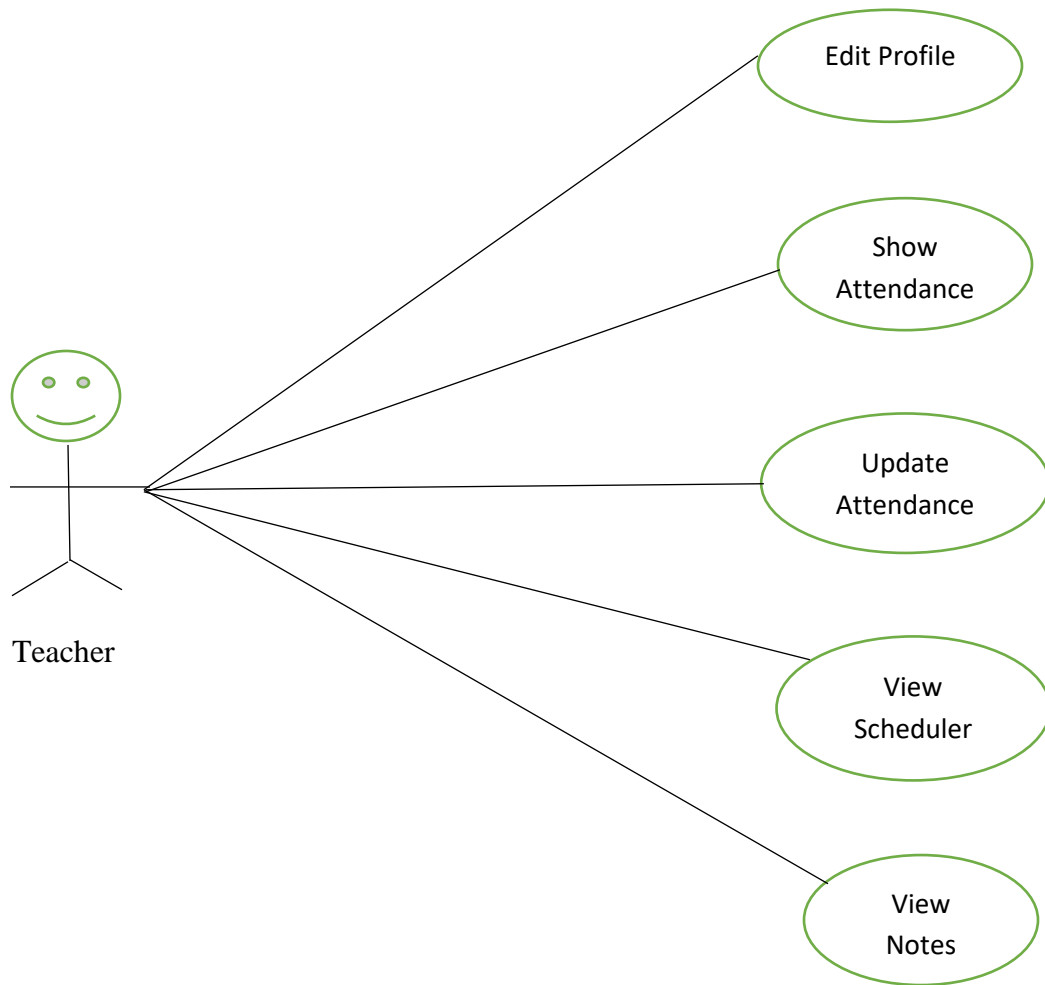 Edit Profile
Show
Attendance
Update
Attendance
Teacher
View
Scheduler
View
Notes